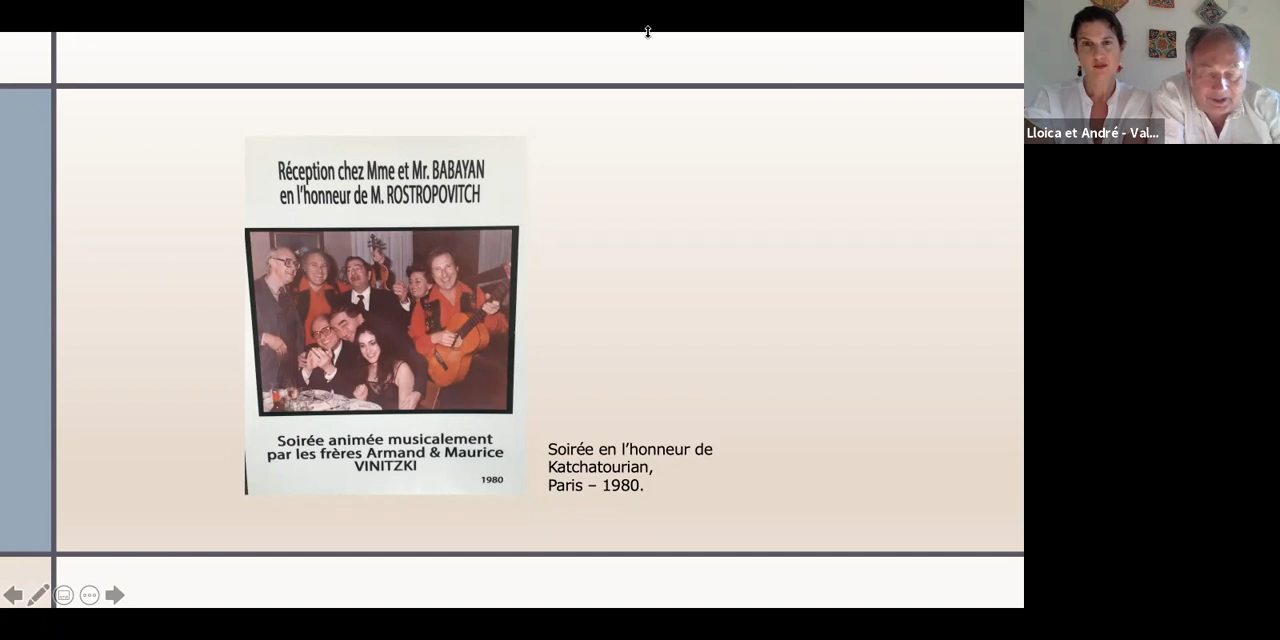 Réception chez Mme et Mr. BABAYAN
en l'honneur de M. ROSTROPOVITCH
Soirée animée musicalement
par les frères Armand & Maurice
VINITZKI
1980
Soirée en l'honneur de
Katchatourian,
Paris – 1980.
Lloica et André - Val...